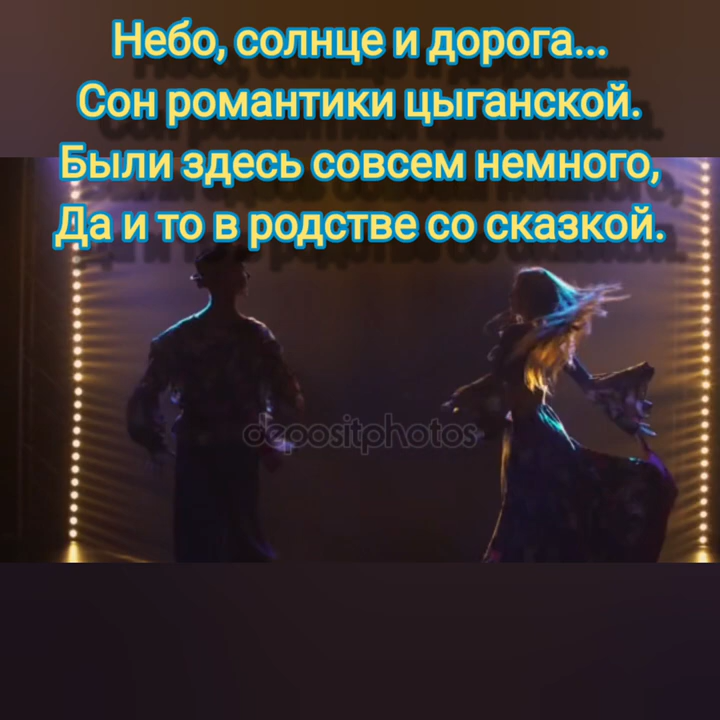 Небо, солнце и дорога...
Сон романтики цыганской.
Были здесь совсем немного,
Да и то в родстве со сказкой.
depositphotos